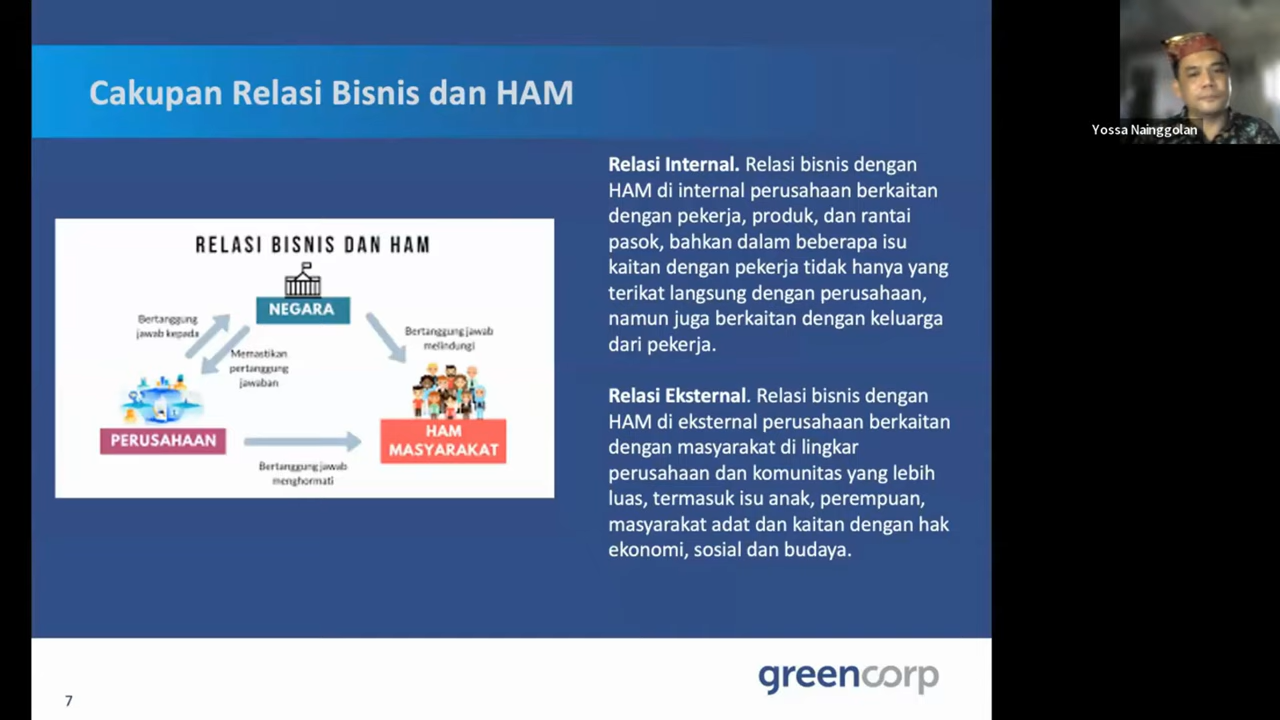 Cakupan Relasi Bisnis dan HAM
Yossa Nainggolan
RELASI BISNIS DAN HAM
NEGARA
Bertanggung
jawab kepada
Memastikan
pertanggung
jawaban
Bertanggung jawab
melindungi
PERUSAHAAN
HAM
MASYARAKAT
Bertanggung jawab
menghormati
Relasi Internal. Relasi bisnis dengan
HAM di internal perusahaan berkaitan
dengan pekerja, produk, dan rantai
pasok, bahkan dalam beberapa isu
kaitan dengan pekerja tidak hanya yang
terikat langsung dengan perusahaan,
namun juga berkaitan dengan keluarga
dari pekerja.
Relasi Eksternal. Relasi bisnis dengan
HAM di eksternal perusahaan berkaitan
dengan masyarakat di lingkar
perusahaan dan komunitas yang lebih
luas, termasuk isu anak, perempuan,
masyarakat adat dan kaitan dengan hak
ekonomi, sosial dan budaya.
7
greencorp